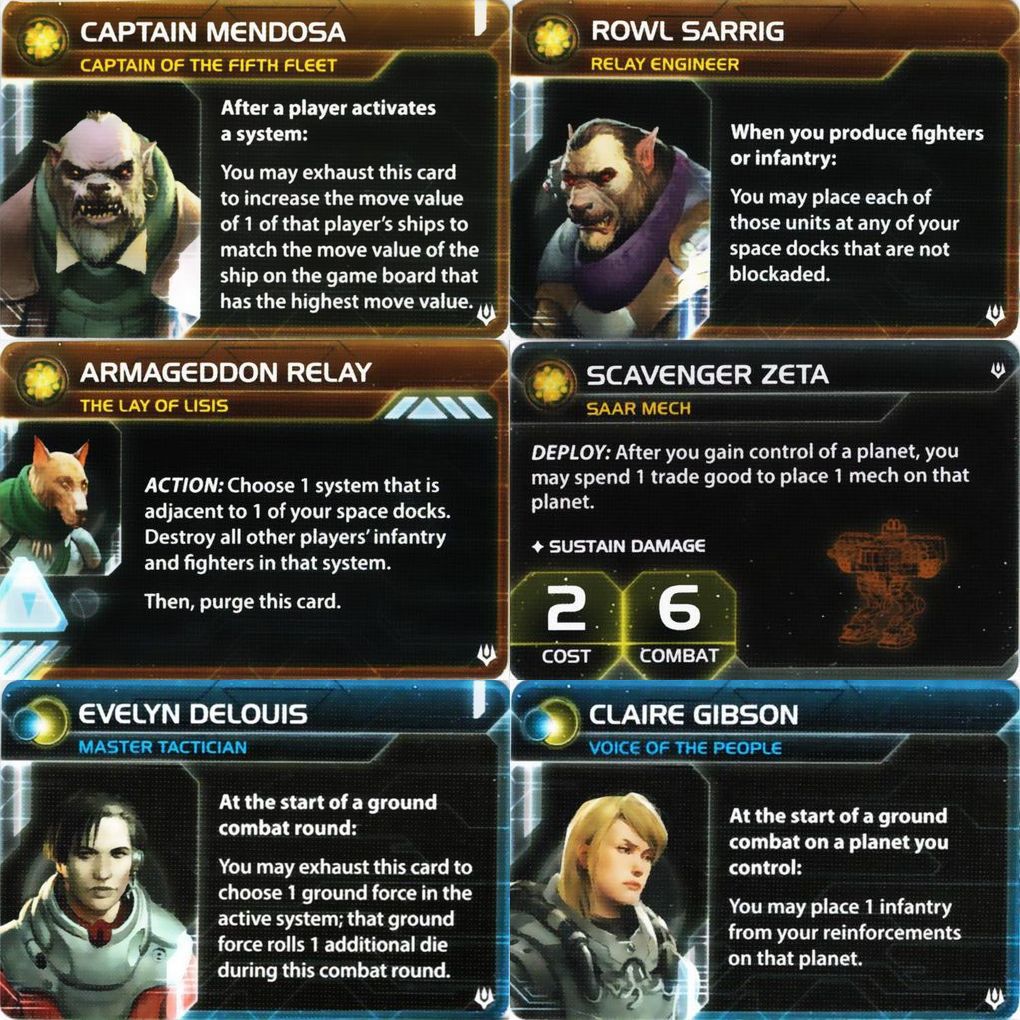 CAPTAIN MENDOSA
CAPTAIN OF THE FIFTH FLEET
After a player activates
a system:
You may exhaust this card
to increase the move value
of 1 of that player's ships to
match the move value of the
ship on the game board that
has the highest move value.
ROWL SARRIG
RELAY ENGINEER
When you produce fighters
or infantry:
You may place each of
those units at any of your
space docks that are not
blockaded.
ARMAGEDDON RELAY
THE LAY OF LISIS
ACTION: Choose 1 system that is
adjacent to 1 of your space docks.
Destroy all other players' infantry
and fighters in that system.
Then, purge this card.
SCAVENGER ZETA
SAAR MECH
DEPLOY: After you gain control of a planet, you
may spend 1 trade good to place 1 mech on that
planet.
✦ SUSTAIN DAMAGE
2 6
COST COMBAT
EVELYN DELOUIS
MASTER TACTICIAN
At the start of a ground
combat round:
You may exhaust this card to
choose 1 ground force in the
active system; that ground
force rolls 1 additional die
during this combat round.
CLAIRE GIBSON
VOICE OF THE PEOPLE
At the start of a ground
combat on a planet you
control:
You may place 1 infantry
from your reinforcements
on that planet.